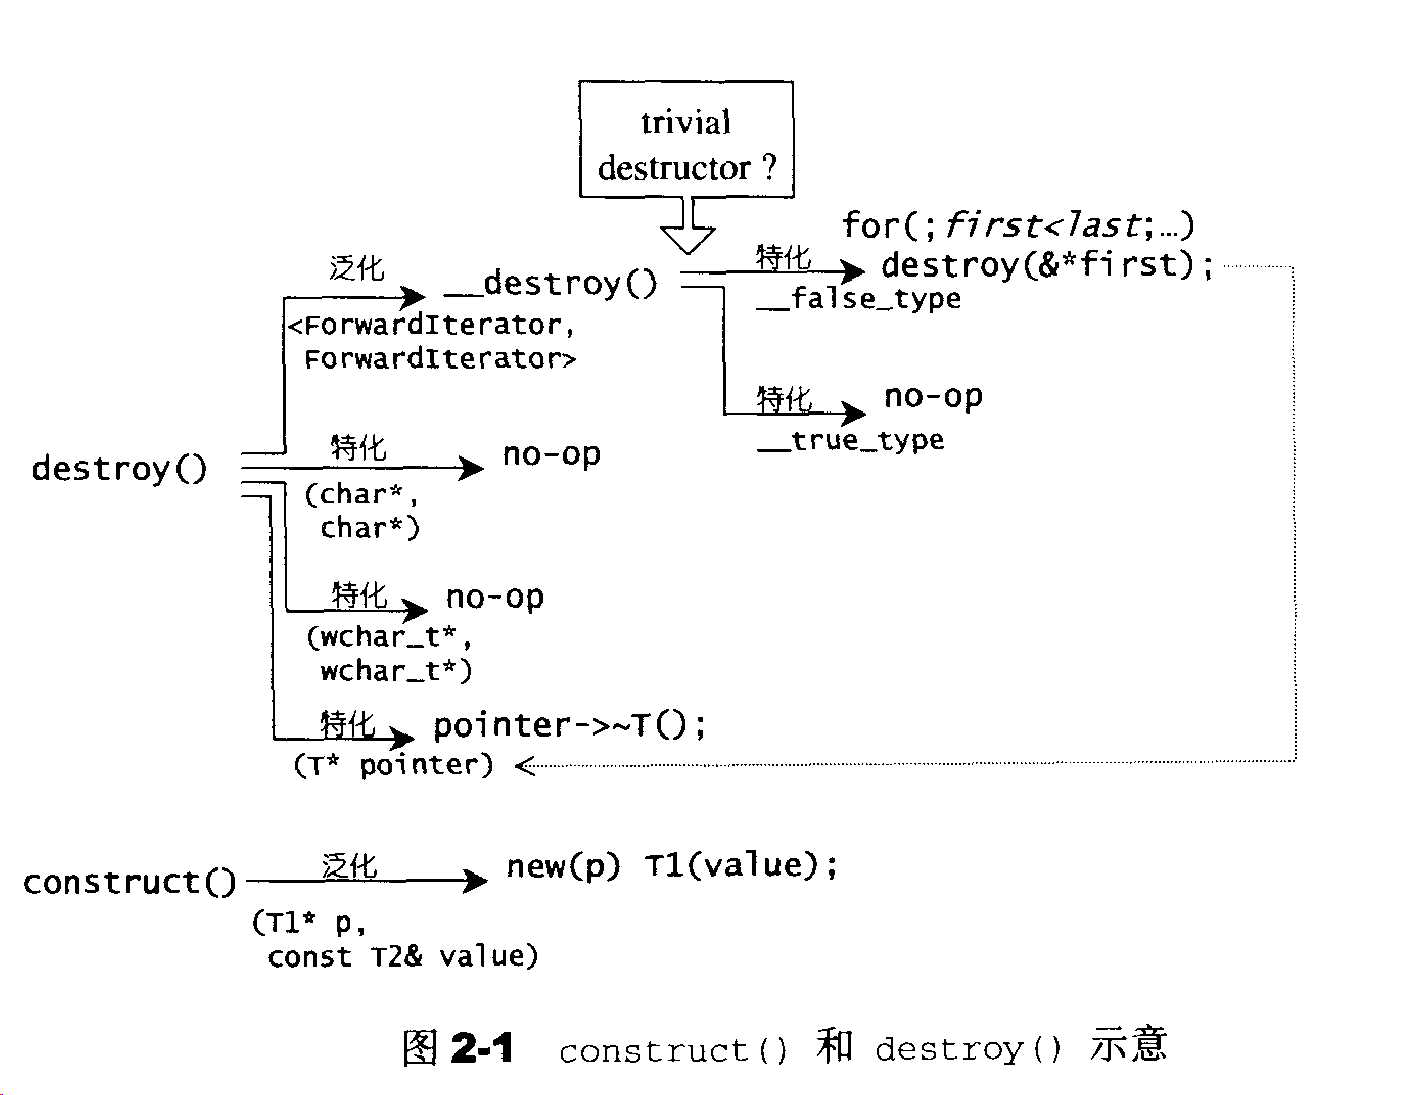 trivial
destructor ?
for(;first<last;…)
特化
destroy(&*first);
泛化
__destroy()
__false_type
<ForwardIterator,
ForwardIterator>
特化
no-op
__true_type
destroy()
特化
no-op
(char*,
char*)
特化
no-op
(wchar_t*,
wchar_t*)
特化
pointer->~T();
(T* pointer)
construct()
泛化
new(p) T1(value);
(T1* p,
const T2& value)
图 2-1 construct() 和 destroy() 示意